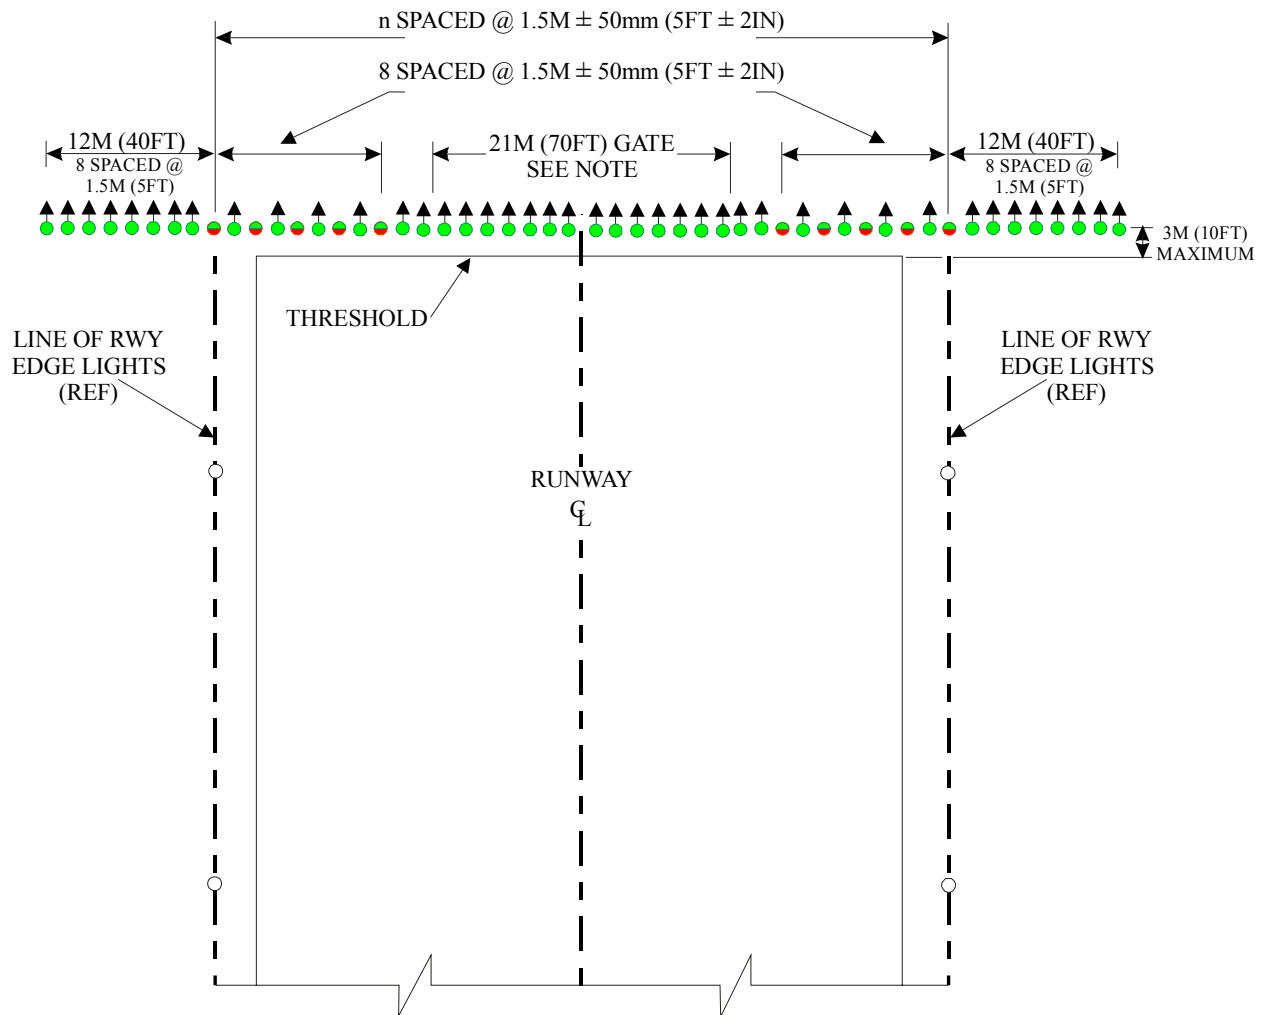 n SPACED @ 1.5M ± 50mm (5FT ± 2IN)
8 SPACED @ 1.5M ± 50mm (5FT ± 2IN)
12M (40FT)
8 SPACED @
1.5M (5FT)
21M (70FT) GATE
SEE NOTE
12M (40FT)
8 SPACED @
1.5M (5FT)
3M (10FT)
MAXIMUM
THRESHOLD
LINE OF RWY
EDGE LIGHTS
(REF)
LINE OF RWY
EDGE LIGHTS
(REF)
RUNWAY
℄